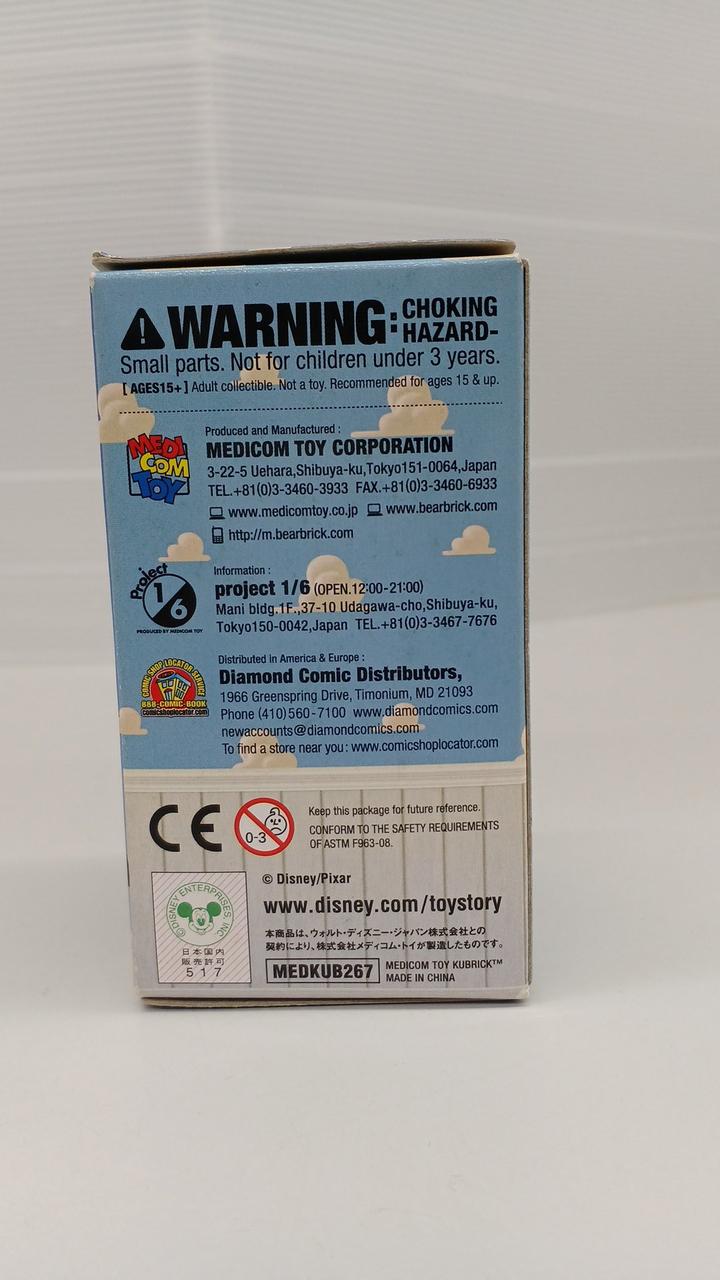 WARNING: CHOKING HAZARD-
Small parts. Not for children under 3 years.
[ AGES15+ ] Adult collectible. Not a toy. Recommended for ages 15 & up.
MEDI
COM
TOY
Produced and Manufactured :
MEDICOM TOY CORPORATION
3-22-5 Uehara,Shibuya-ku,Tokyo151-0064,Japan
TEL.+81(0)3-3460-3933 FAX.+81(0)3-3460-6933
www.medicomtoy.co.jp www.bearbrick.com
http://m.bearbrick.com
Project
1/6
PRODUCED BY MEDICOM TOY
Information :
project 1/6 (OPEN.12:00-21:00)
Mani bldg.1F.,37-10 Udagawa-cho,Shibuya-ku,
Tokyo150-0042,Japan TEL.+81(0)3-3467-7676
COMIC SHOP LOCATOR SERVICE
888-COMIC-BOOK
comicshoplocator.com
Distributed in America & Europe :
Diamond Comic Distributors,
1966 Greenspring Drive, Timonium, MD 21093
Phone (410)560-7100 www.diamondcomics.com
newaccounts@diamondcomics.com
To find a store near you: www.comicshoplocator.com
CE
0-3
Keep this package for future reference.
CONFORM TO THE SAFETY REQUIREMENTS
OF ASTM F963-08.
©DISNEY ENTERPRISES, INC
日本国内
販売許可
517
© Disney/Pixar
www.disney.com/toystory
本商品は、ウォルト・ディズニー・ジャパン株式会社との
契約により、株式会社メディコム・トイが製造したものです。
MEDKUB267
MEDICOM TOY KUBRICK™
MADE IN CHINA